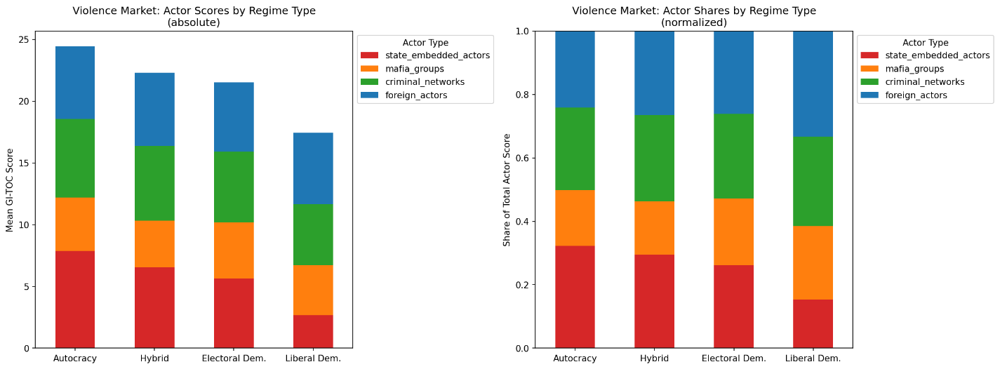 Violence Market: Actor Scores by Regime Type
(absolute)
Mean GI-TOC Score
25
20
15
10
5
0
Autocracy
Hybrid
Electoral Dem.
Liberal Dem.
Actor Type
state_embedded_actors
mafia_groups
criminal_networks
foreign_actors
Violence Market: Actor Shares by Regime Type
(normalized)
Share of Total Actor Score
1.0
0.8
0.6
0.4
0.2
0.0
Autocracy
Hybrid
Electoral Dem.
Liberal Dem.
Actor Type
state_embedded_actors
mafia_groups
criminal_networks
foreign_actors